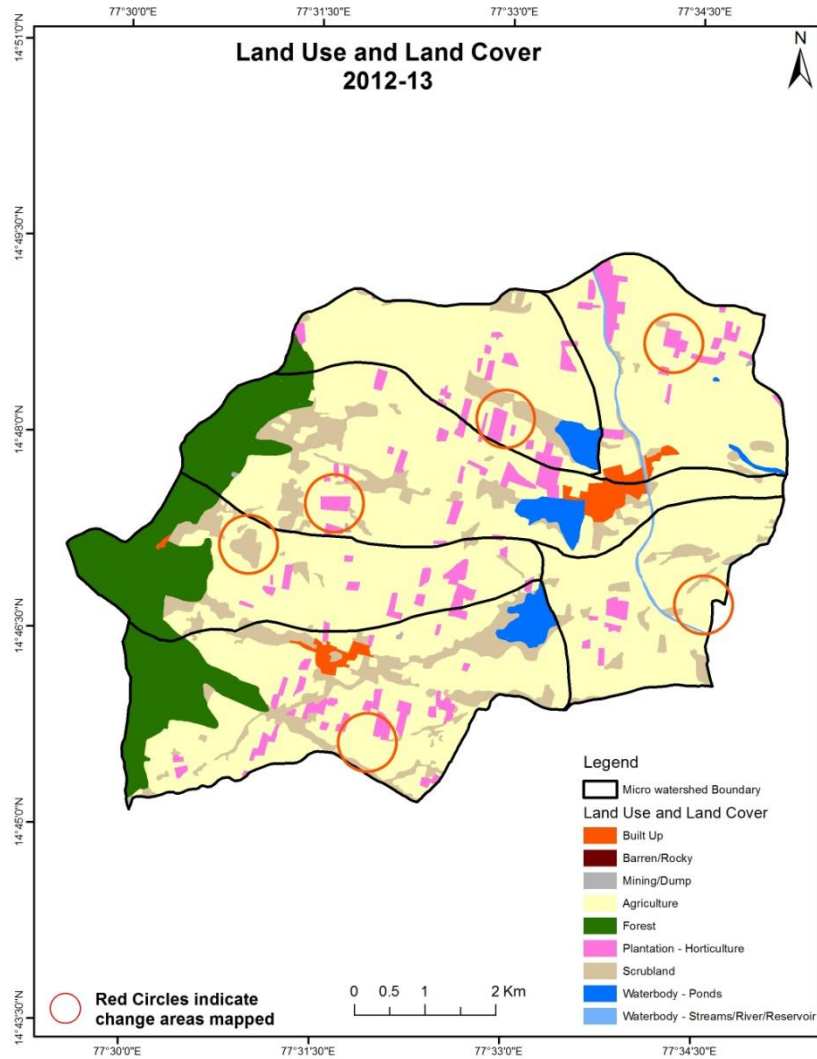 77°30'0"E
77°31'30"E
77°33'0"E
77°34'30"E
14°51'0"N
Land Use and Land Cover
2012-13
N
14°49'30"N
14°48'0"N
14°46'30"N
14°45'0"N
14°43'30"N
Legend
Micro watershed Boundary
Land Use and Land Cover
Built Up
Barren/Rocky
Mining/Dump
Agriculture
Forest
Plantation - Horticulture
Scrubland
Waterbody - Ponds
Waterbody - Streams/River/Reservoir
Red Circles indicate
change areas mapped
0 0.5 1 2 Km
77°30'0"E
77°31'30"E
77°33'0"E
77°34'30"E